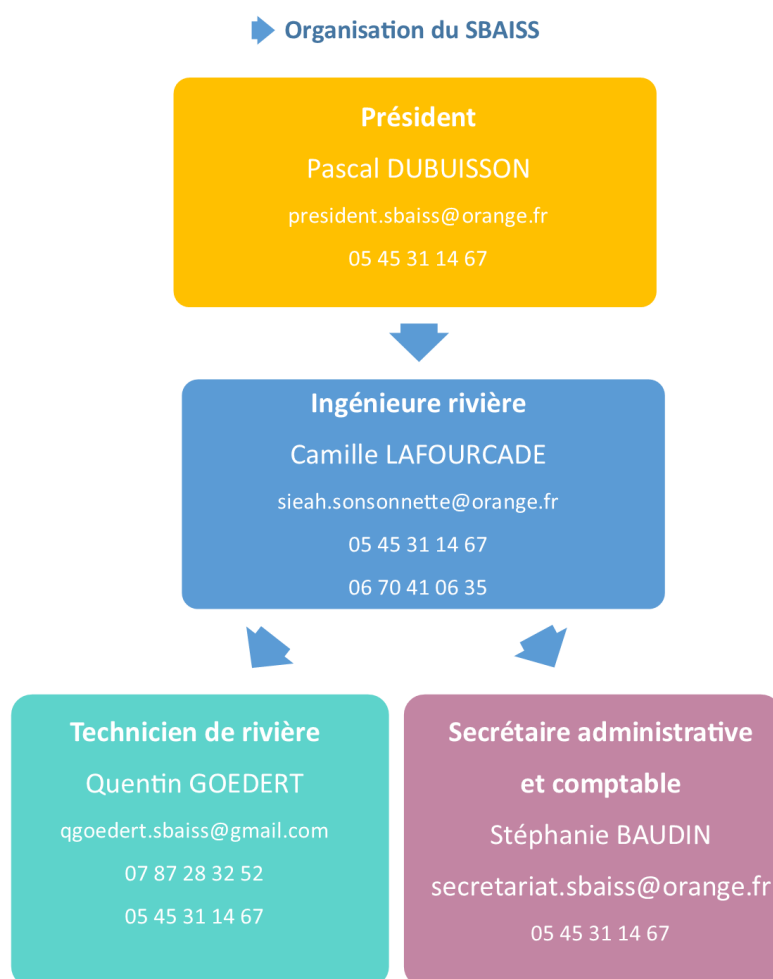 Organisation du SBAISS
Président
Pascal DUBUISSON
president.sbaiss@orange.fr
05 45 31 14 67
Ingénieure rivière
Camille LAFOURCADE
sieah.sonsonnette@orange.fr
05 45 31 14 67
06 70 41 06 35
Technicien de rivière
Quentin GOEDERT
qgoedert.sbaiss@gmail.com
07 87 28 32 52
05 45 31 14 67
Secrétaire administrative
et comptable
Stéphanie BAUDIN
secretariat.sbaiss@orange.fr
05 45 31 14 67